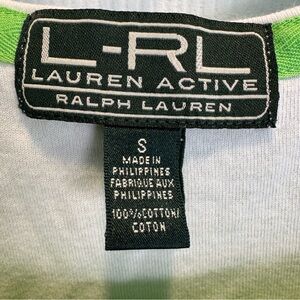 L-RL
LAUREN ACTIVE
RALPH LAUREN
S
MADE IN
PHILIPPINES
FABRIQUE AUX
PHILIPPINES
100% COTTON/
COTON